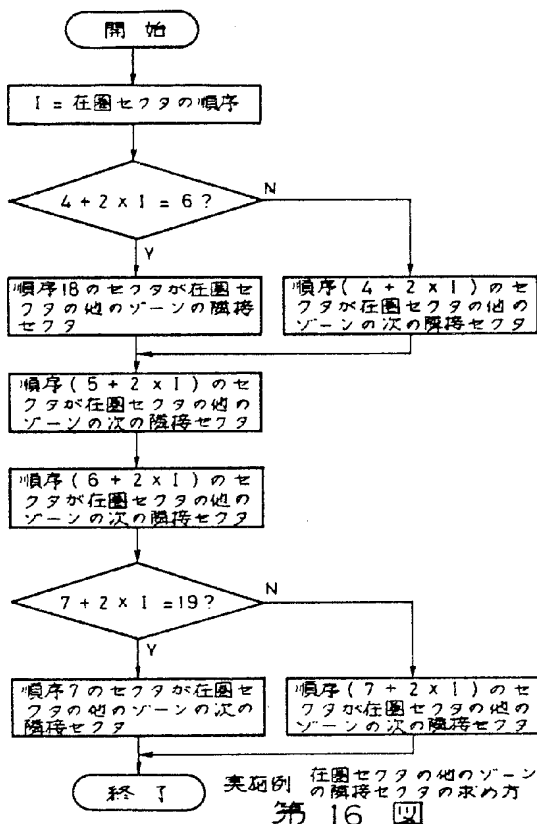 開始
I=在圏セクタの順序
4+2×I=6?
N
Y
順序18のセクタが在圏セ
クタの他のゾーンの隣接
セクタ
順序(4+2×I)のセ
クタが在圏セクタの他の
ゾーンの次の隣接セクタ
順序(5+2×I)のセ
クタが在圏セクタの他の
ゾーンの次の隣接セクタ
順序(6+2×I)のセ
クタが在圏セクタの他の
ゾーンの次の隣接セクタ
7+2×I=19?
N
Y
順序7のセクタが在圏セ
クタの他のゾーンの次の
隣接セクタ
順序(7+2×I)のセ
クタが在圏セクタの他の
ゾーンの次の隣接セクタ
終了
実施例 在圏セクタの他のゾーン
の隣接セクタの求め方
第16図